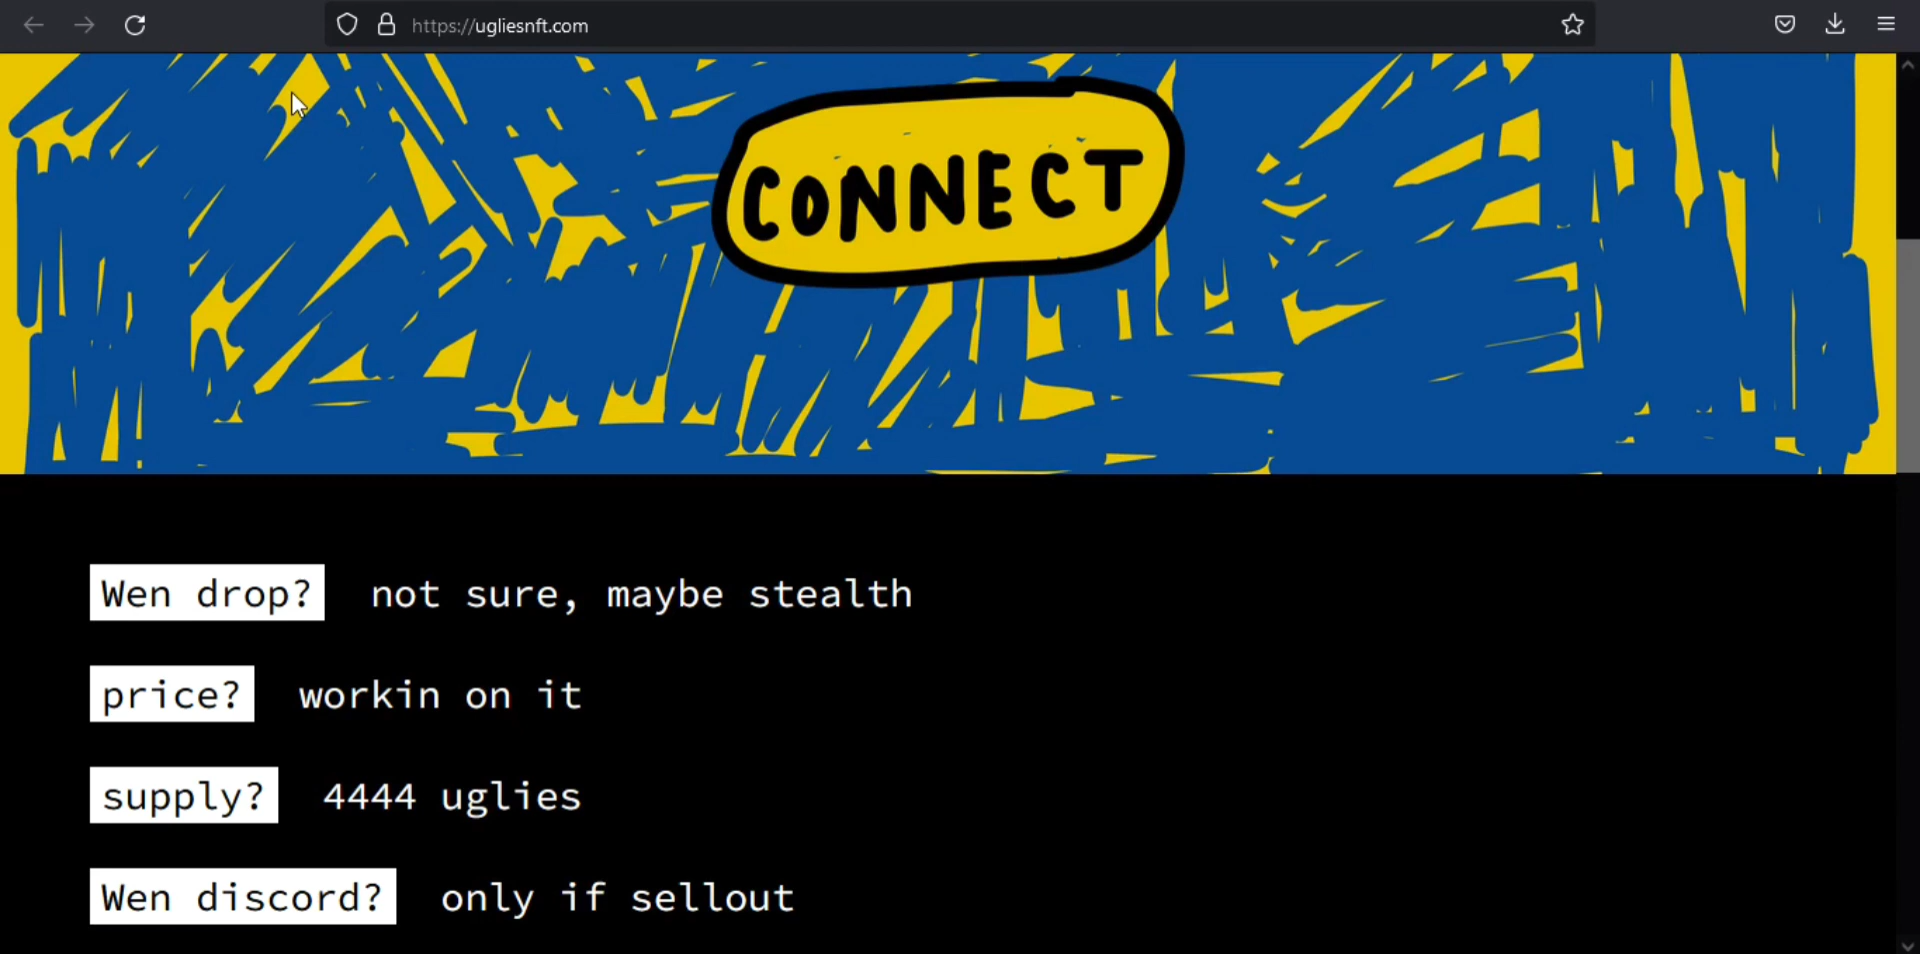 https://ugliesnft.com
CONNECT
Wen drop? not sure, maybe stealth
price? workin on it
supply? 4444 uglies
Wen discord? only if sellout